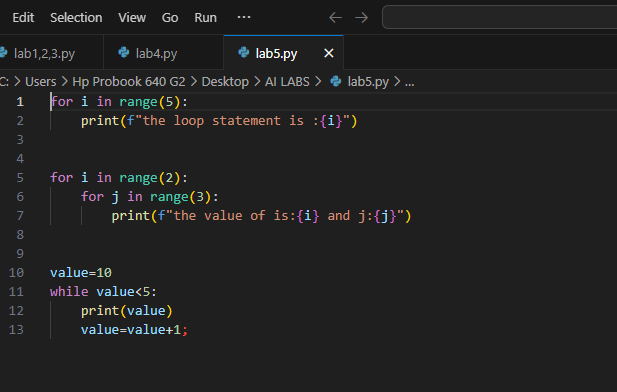 Edit Selection View Go Run ···
lab1,2,3.py lab4.py lab5.py
C: > Users > Hp Probook 640 G2 > Desktop > AI LABS > lab5.py > ...
1 for i in range(5):
2 print(f"the loop statement is :{i}")
3
4
5 for i in range(2):
6 for j in range(3):
7 print(f"the value of is:{i} and j:{j}")
8
9
10 value=10
11 while value<5:
12 print(value)
13 value=value+1;